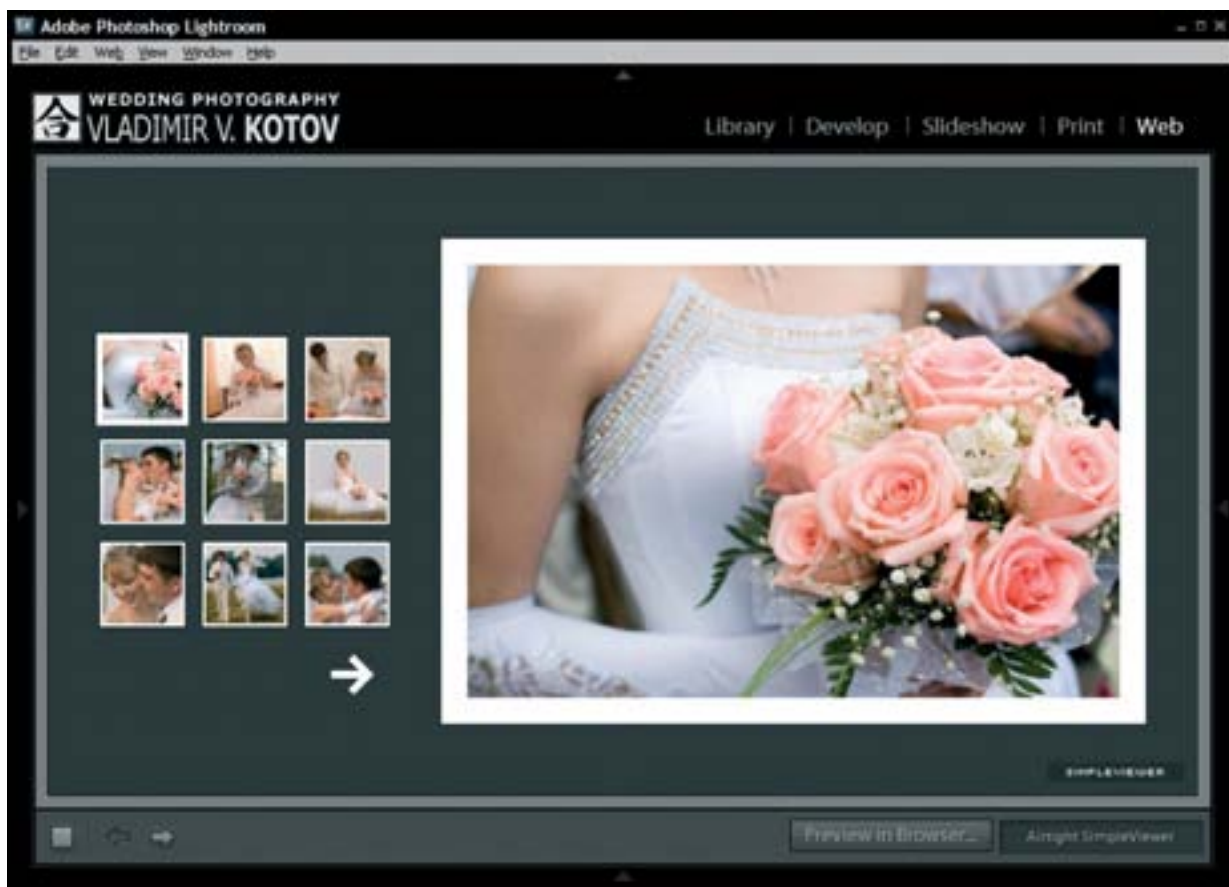 Adobe Photoshop Lightroom
File Edit Web View Window Help
合
WEDDING PHOTOGRAPHY
VLADIMIR V. KOTOV
Library | Develop | Slideshow | Print | Web
SIMPLEVIEWER
Preview in Browser...
Airtight SimpleViewer